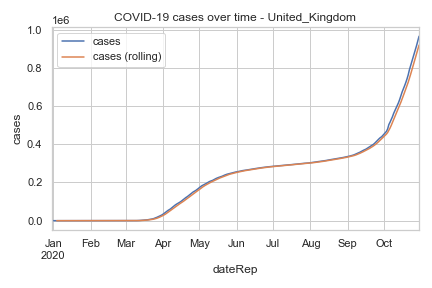 COVID-19 cases over time - United_Kingdom
1e6
cases
cases (rolling)
1.0
0.8
0.6
0.4
0.2
0.0
cases
Jan Feb Mar Apr May Jun Jul Aug Sep Oct
2020
dateRep